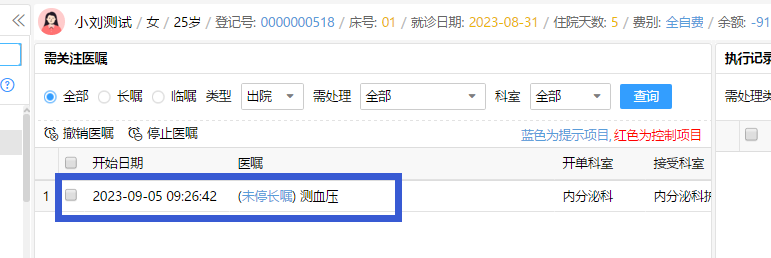 小刘测试 / 女 / 25岁 / 登记号: 0000000518 / 床号: 01 / 就诊日期: 2023-08-31 / 住院天数: 5 / 费别: 全自费 / 余额: -91
需关注医嘱
执行记录
全部 长嘱 临嘱 类型 出院 需处理 全部 科室 全部 查询
需处理类
撤销医嘱 停止医嘱 蓝色为提示项目, 红色为控制项目
开始日期 医嘱 开单科室 接受科室
1 2023-09-05 09:26:42 (未停长嘱) 测血压 内分泌科 内分泌科